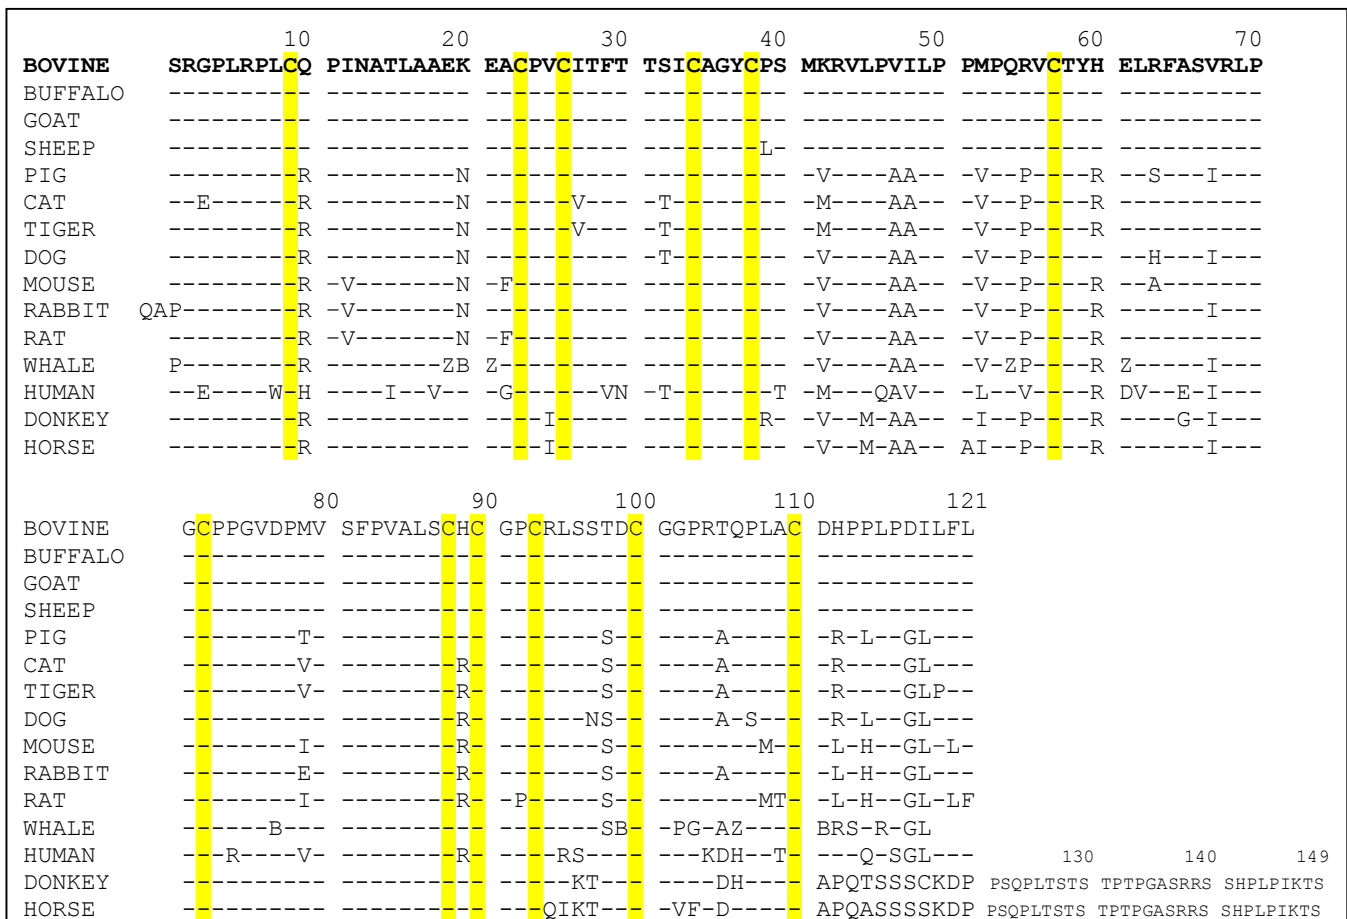 10 20 30 40 50 60 70
BOVINE SRGPLRPLCQ PINATLAAEK EACPVCITFT TSICAGYCPS MKRVLPVILP PMPQRVCTYH ELRFASVRLP
BUFFALO ---------- ---------- ---------- ---------- ---------- ---------- ----------
GOAT ---------- ---------- ---------- ---------- ---------- ---------- ----------
SHEEP ---------- ---------- ---------- --------L- ---------- ---------- ----------
PIG ---------R ---------N ---------- ---------- -V----AA-- -V--P----R --S---I---
CAT --E------R ---------N ------V--- -T-------- -M----AA-- -V--P----R ----------
TIGER ---------R ---------N ------V--- -T-------- -M----AA-- -V--P----R ----------
DOG ---------R ---------N ---------- -T-------- -V----AA-- -V--P----- --H---I---
MOUSE ---------R -V-------N -F-------- ---------- -V----AA-- -V--P----R --A-------
RABBIT QAP--------R -V-------N ---------- ---------- -V----AA-- -V--P----R ------I---
RAT ---------R -V-------N -F-------- ---------- -V----AA-- -V--P----R ----------
WHALE P--------R --------ZB Z--------- ---------- -V----AA-- -V-ZP----R Z-----I---
HUMAN --E----W-H ----I--V-- -G------VN -T-------T -M---QAV-- -L--V----R DV--E-I---
DONKEY ---------R ---------- ----I----- --------R- -V--M-AA-- -I--P----R ----G-I---
HORSE ---------R ---------- ----I----- ---------- -V--M-AA-- AI--P----R ------I---
80 90 100 110 121
BOVINE GCPPGVDPMV SFPVALSCHC GPCRLSSTDC GGPRTQPLAC DHPPLPDILFL
BUFFALO ---------- ---------- ---------- ---------- -----------
GOAT ---------- ---------- ---------- ---------- -----------
SHEEP ---------- ---------- ---------- ---------- -----------
PIG --------T- ---------- -------S-- ----A----- -R-L--GL---
CAT --------V- --------R- -------S-- ----A----- -R----GL---
TIGER --------V- --------R- -------S-- ----A----- -R----GLP--
DOG ---------- --------R- ------NS-- ----A-S--- -R-L--GL---
MOUSE --------I- --------R- -------S-- -------M-- -L-H--GL-L-
RABBIT --------E- --------R- -------S-- ----A----- -L-H--GL---
RAT --------I- --------R- -P-----S-- -------MT- -L-H--GL-LF
WHALE ------B--- ---------- -------SB- -PG-AZ---- BRS-R-GL
HUMAN ---R----V- --------R- ----RS---- ---KDH--T- ---Q-SGL--- 130 140 149
DONKEY ---------- ---------- -----KT--- ----DH---- APQTSSSCKDP PSQPLTSTS TPTPGASRRS SHPLPIKTS
HORSE ---------- ---------- ---QIKT--- -VF-D----- APQASSSSKDP PSQPLTSTS TPTPGASRRS SHPLPIKTS